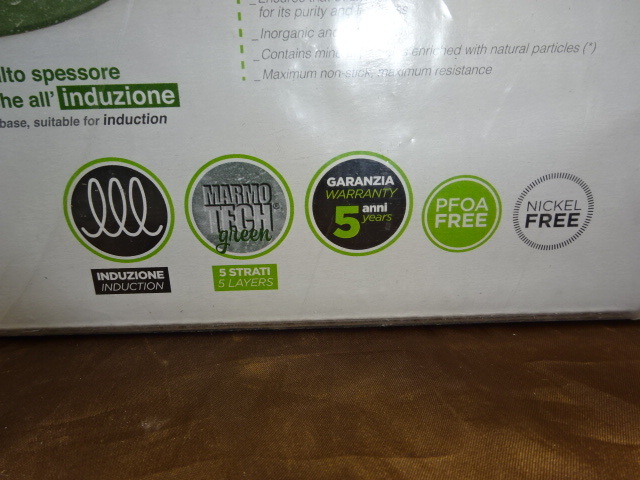 for its purity and
_Inorganic and
_Contains enriched with natural particles (*)
_Maximum non-stick, maximum resistance
lto spessore
he all' induzione
base, suitable for induction
INDUZIONE
INDUCTION
MARMO
TECH®
green
5 STRATI
5 LAYERS
GARANZIA
WARRANTY
5 anni
years
PFOA
FREE
NICKEL
FREE